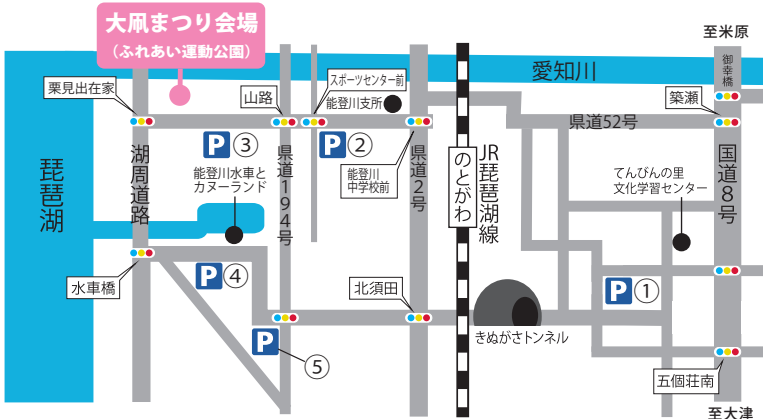 大凧まつり会場
(ふれあい運動公園)
至米原
御幸橋
愛知川
栗見出在家
山路
スポーツセンター前
能登川支所
築瀬
県道52号
P③
P②
琵琶湖
湖周道路
能登川水車と
カヌーランド
県道194号
能登川
中学校前
県道2号
のとがわ
JR琵琶湖線
てんびんの里
文化学習センター
国道8号
水車橋
P④
北須田
P①
きぬがさトンネル
P⑤
五個荘南
至大津